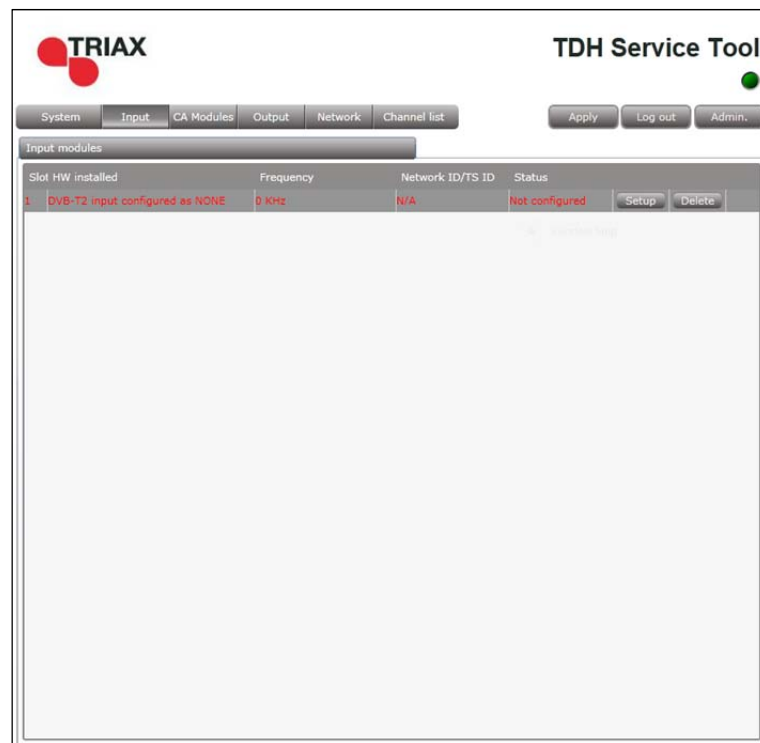 TRIAX
TDH Service Tool
System Input CA Modules Output Network Channel list Apply Log out Admin.
Input modules
Slot HW installed Frequency Network ID/TS ID Status
1 DVB-T2 input configured as NONE 0 KHz N/A Not configured Setup Delete